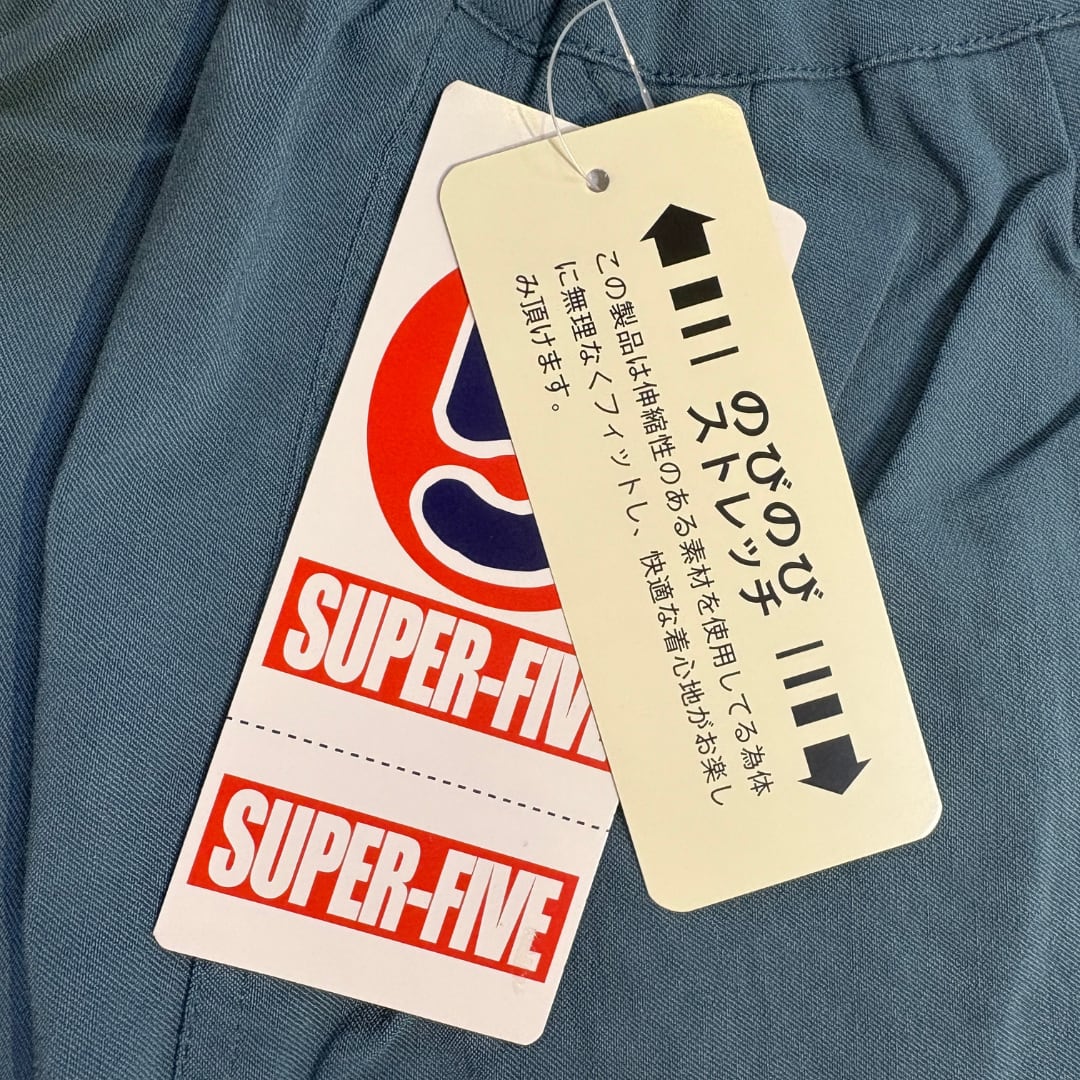 のびのび
ストレッチ
この製品は伸縮性のある素材を使用してる為体
に無理なくフィットし、快適な着心地がお楽し
み頂けます。
SUPER-FIV
SUPER-FIVE